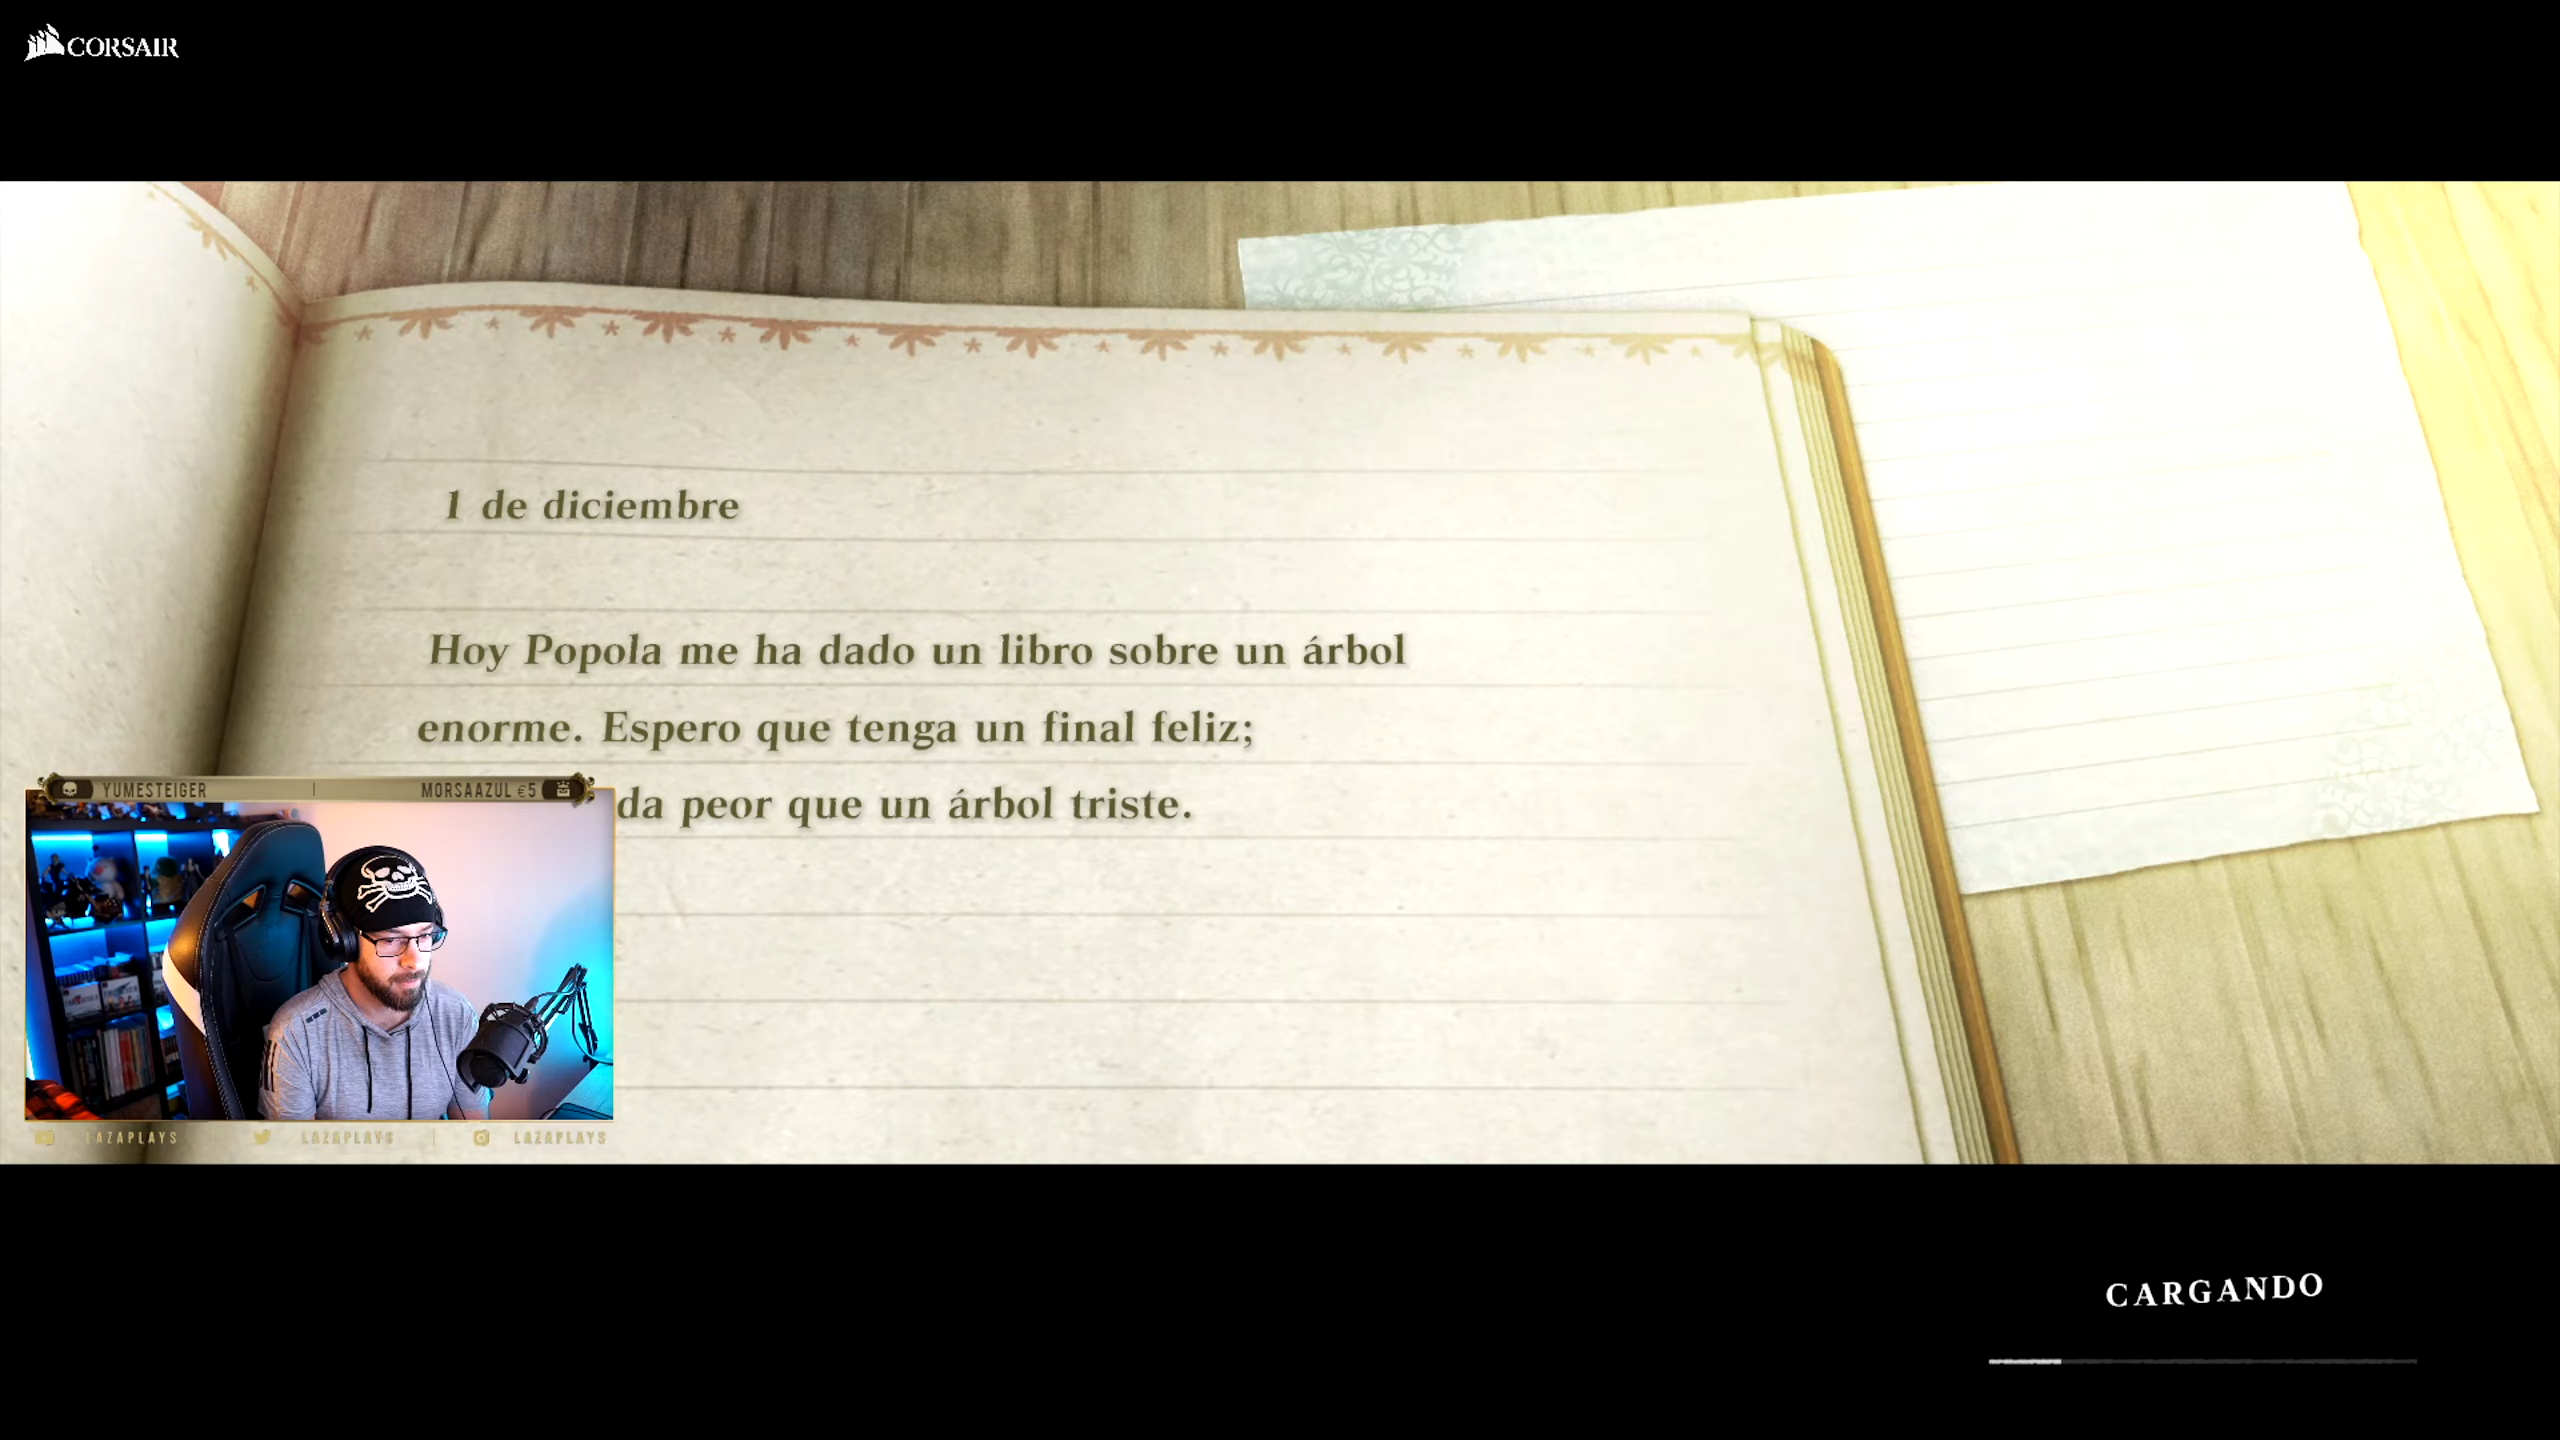 CORSAIR
1 de diciembre
Hoy Popola me ha dado un libro sobre un árbol
enorme. Espero que tenga un final feliz;
da peor que un árbol triste.
YUMESTEIGER | MORSAAZUL €5
LAZAPLAYS | LAZAPLAYS | LAZAPLAYS
CARGANDO